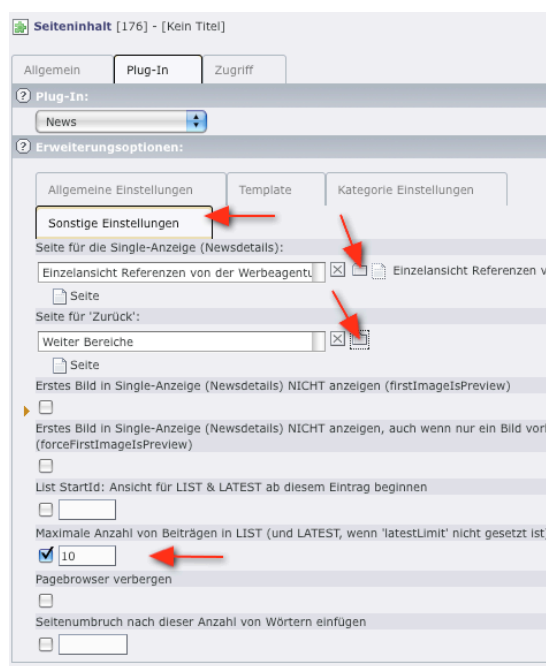 Seiteninhalt [176] - [Kein Titel]
Allgemein Plug-In Zugriff
Plug-In:
News
Erweiterungsoptionen:
Allgemeine Einstellungen Template Kategorie Einstellungen
Sonstige Einstellungen
Seite für die Single-Anzeige (Newsdetails):
Einzelansicht Referenzen von der Werbeagentu Einzelansicht Referenzen v
Seite
Seite für 'Zurück':
Weiter Bereiche
Seite
Erstes Bild in Single-Anzeige (Newsdetails) NICHT anzeigen (firstImageIsPreview)
Erstes Bild in Single-Anzeige (Newsdetails) NICHT anzeigen, auch wenn nur ein Bild vorl
(forceFirstImageIsPreview)
List StartId: Ansicht für LIST & LATEST ab diesem Eintrag beginnen
Maximale Anzahl von Beiträgen in LIST (und LATEST, wenn 'latestLimit' nicht gesetzt ist)
10
Pagebrowser verbergen
Seitenumbruch nach dieser Anzahl von Wörtern einfügen